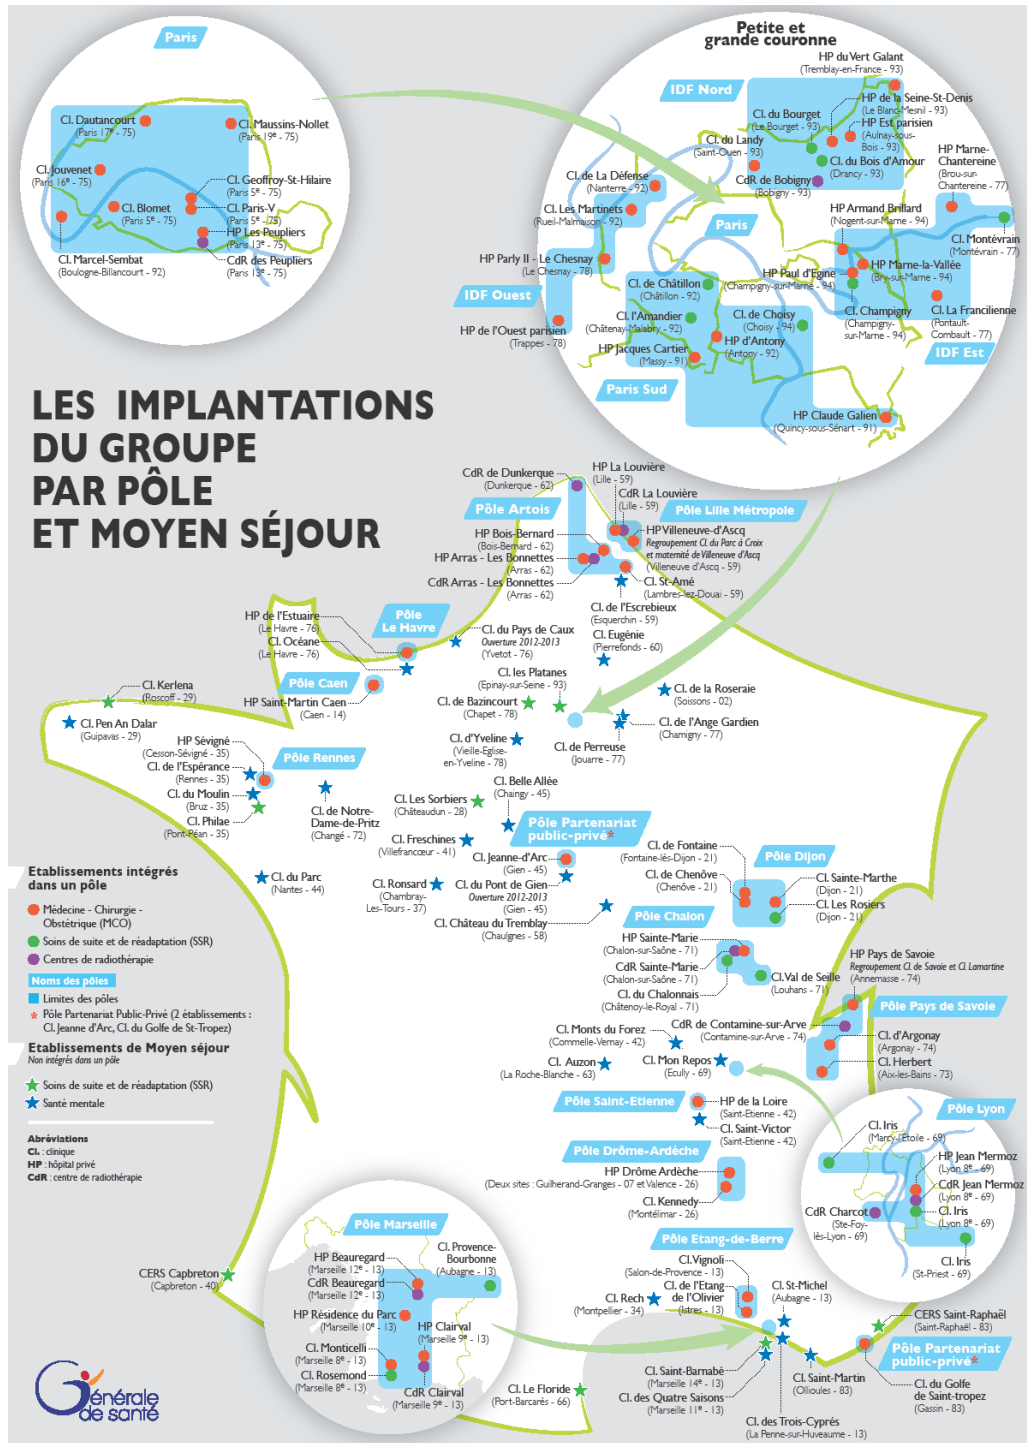 Paris
Cl. Dautancourt
(Paris 17e - 75)
Cl. Maussins-Nollet
(Paris 19e - 75)
Cl. Jouvenet
(Paris 16e - 75)
Cl. Geoffroy-St-Hilaire
(Paris 5e - 75)
Cl. Blomet
(Paris 5e - 75)
Cl. Paris-V
(Paris 5e - 75)
HP Les Peupliers
(Paris 13e - 75)
CdR des Peupliers
(Paris 13e - 75)
Cl. Marcel-Sembat
(Boulogne-Billancourt - 92)
Petite et
grande couronne
HP du Vert Galant
(Tremblay-en-France - 93)
IDF Nord
HP de la Seine-St-Denis
(Le Blanc-Mesnil - 93)
Cl. du Bourget
(Le Bourget - 93)
HP Est parisien
(Aulnay-sous-
Bois - 93)
Cl. du Landy
(Saint-Ouen - 93)
Cl. du Bois d'Amour
(Drancy - 93)
CdR de Bobigny
(Bobigny - 93)
HP Marne-
Chantereine
(Brou-sur-
Chantereine - 77)
Cl. de La Défense
(Nanterre - 92)
Cl. Les Martinets
(Rueil-Malmaison - 92)
Paris
HP Armand Brillard
(Nogent-sur-Marne - 94)
Cl. Montévrain
(Montévrain - 77)
HP Parly II - Le Chesnay
(Le Chesnay - 78)
HP Paul d'Egine
(Champigny-sur-Marne - 94)
HP Marne-la-Vallée
(Bry-sur-Marne - 94)
Cl. de Châtillon
(Châtillon - 92)
IDF Ouest
Cl. l'Amandier
(Châtenay-Malabry - 92)
Cl. de Choisy
(Choisy - 94)
Cl. Champigny
(Champigny-
sur-Marne - 94)
Cl. La Francilienne
(Pontault-
Combault - 77)
HP de l'Ouest parisien
(Trappes - 78)
HP d'Antony
(Antony - 92)
HP Jacques Cartier
(Massy - 91)
IDF Est
Paris Sud
HP Claude Galien
(Quincy-sous-Sénart - 91)
LES IMPLANTATIONS
DU GROUPE
PAR PÔLE
ET MOYEN SÉJOUR
CdR de Dunkerque
(Dunkerque - 62)
HP La Louvière
(Lille - 59)
CdR La Louvière
(Lille - 59)
Pôle Artois
Pôle Lille Métropole
HP Bois-Bernard
(Bois-Bernard - 62)
HP Villeneuve-d'Ascq
Regroupement Cl. du Parc à Croix
et maternité de Villeneuve d'Ascq
(Villeneuve d'Ascq - 59)
HP Arras - Les Bonnettes
(Arras - 62)
CdR Arras - Les Bonnettes
(Arras - 62)
Cl. St-Amé
(Lambres-lez-Douai - 59)
Cl. de l'Escrebieux
(Esquerchin - 59)
HP de l'Estuaire
(Le Havre - 76)
Pôle
Le Havre
Cl. Océane
(Le Havre - 76)
Cl. du Pays de Caux
Ouverture 2012-2013
(Yvetot - 76)
Cl. Eugénie
(Pierrefonds - 60)
Pôle Caen
HP Saint-Martin Caen
(Caen - 14)
Cl. les Platanes
(Epinay-sur-Seine - 93)
Cl. de la Roseraie
(Soissons - 02)
Cl. Kerlena
(Roscoff - 29)
Cl. de Bazincourt
(Chapet - 78)
Cl. Pen An Dalar
(Guipavas - 29)
Cl. de l'Ange Gardien
(Chamigny - 77)
HP Sévigné
(Cesson-Sévigné - 35)
Cl. d'Yveline
(Vieille-Eglise-
en-Yveline - 78)
Cl. de Perreuse
(Jouarre - 77)
Pôle Rennes
Cl. de l'Espérance
(Rennes - 35)
Cl. du Moulin
(Bruz - 35)
Cl. Philae
(Pont-Péan - 35)
Cl. de Notre-
Dame-de-Pritz
(Changé - 72)
Cl. Belle Allée
(Chaingy - 45)
Cl. Les Sorbiers
(Châteaudun - 28)
Pôle Partenariat
public-privé*
Cl. Freschines
(Villefrancœur - 41)
Cl. Jeanne-d'Arc
(Gien - 45)
Cl. de Fontaine
(Fontaine-lès-Dijon - 21)
Pôle Dijon
Cl. du Parc
(Nantes - 44)
Cl. Ronsard
(Chambray-
Les-Tours - 37)
Cl. du Pont de Gien
Ouverture 2012-2013
(Gien - 45)
Cl. de Chenôve
(Chenôve - 21)
Cl. Sainte-Marthe
(Dijon - 21)
Cl. Les Rosiers
(Dijon - 21)
Cl. Château du Tremblay
(Chaulgnes - 58)
Pôle Chalon
HP Sainte-Marie
(Chalon-sur-Saône - 71)
CdR Sainte-Marie
(Chalon-sur-Saône - 71)
Cl. du Chalonnais
(Châtenoy-le-Royal - 71)
Cl. Val de Seille
(Louhans - 71)
HP Pays de Savoie
Regroupement Cl. de Savoie et Cl. Lamartine
(Annemasse - 74)
Pôle Pays de Savoie
CdR de Contamine-sur-Arve
(Contamine-sur-Arve - 74)
Cl. d'Argonay
(Argonay - 74)
Cl. Herbert
(Aix-les-Bains - 73)
Etablissements intégrés
dans un pôle
Médecine - Chirurgie -
Obstétrique (MCO)
Soins de suite et de réadaptation (SSR)
Centres de radiothérapie
Noms des pôles
Limites des pôles
* Pôle Partenariat Public-Privé (2 établissements :
Cl. Jeanne d'Arc, Cl. du Golfe de St-Tropez)
Etablissements de Moyen séjour
Non intégrés dans un pôle
Soins de suite et de réadaptation (SSR)
Santé mentale
Abréviations
Cl. : clinique
HP : hôpital privé
CdR : centre de radiothérapie
Cl. Monts du Forez
(Commelle-Vernay - 42)
Cl. Auzon
(La Roche-Blanche - 63)
Cl. Mon Repos
(Ecully - 69)
Pôle Saint-Etienne
HP de la Loire
(Saint-Etienne - 42)
Cl. Saint-Victor
(Saint-Etienne - 42)
Pôle Lyon
Cl. Iris
(Marcy-l'Etoile - 69)
HP Jean Mermoz
(Lyon 8e - 69)
CdR Jean Mermoz
(Lyon 8e - 69)
CdR Charcot
(Ste-Foy-
lès-Lyon - 69)
Cl. Iris
(Lyon 8e - 69)
Cl. Iris
(St-Priest - 69)
Pôle Drôme-Ardèche
HP Drôme Ardèche
(Deux sites : Guilherand-Granges - 07 et Valence - 26)
Cl. Kennedy
(Montélimar - 26)
Pôle Marseille
HP Beauregard
(Marseille 12e - 13)
Cl. Provence-
Bourbonne
(Aubagne - 13)
CdR Beauregard
(Marseille 12e - 13)
HP Résidence du Parc
(Marseille 10e - 13)
HP Clairval
(Marseille 9e - 13)
Cl. Monticelli
(Marseille 8e - 13)
Cl. Rosemond
(Marseille 8e - 13)
CdR Clairval
(Marseille 9e - 13)
CERS Capbreton
(Capbreton - 40)
Pôle Etang-de-Berre
Cl. Vignoli
(Salon-de-Provence - 13)
Cl. de l'Etang
de l'Olivier
(Istres - 13)
Cl. St-Michel
(Aubagne - 13)
Cl. Rech
(Montpellier - 34)
CERS Saint-Raphaël
(Saint-Raphaël - 83)
Pôle Partenariat
public-privé*
Cl. Saint-Barnabé
(Marseille 14e - 13)
Cl. des Quatre Saisons
(Marseille 11e - 13)
Cl. Saint-Martin
(Ollioules - 83)
Cl. du Golfe
de Saint-tropez
(Gassin - 83)
Cl. Le Floride
(Port-Barcarès - 66)
Cl. des Trois-Cyprés
(La Penne-sur-Huveaume - 13)
Générale
de santé